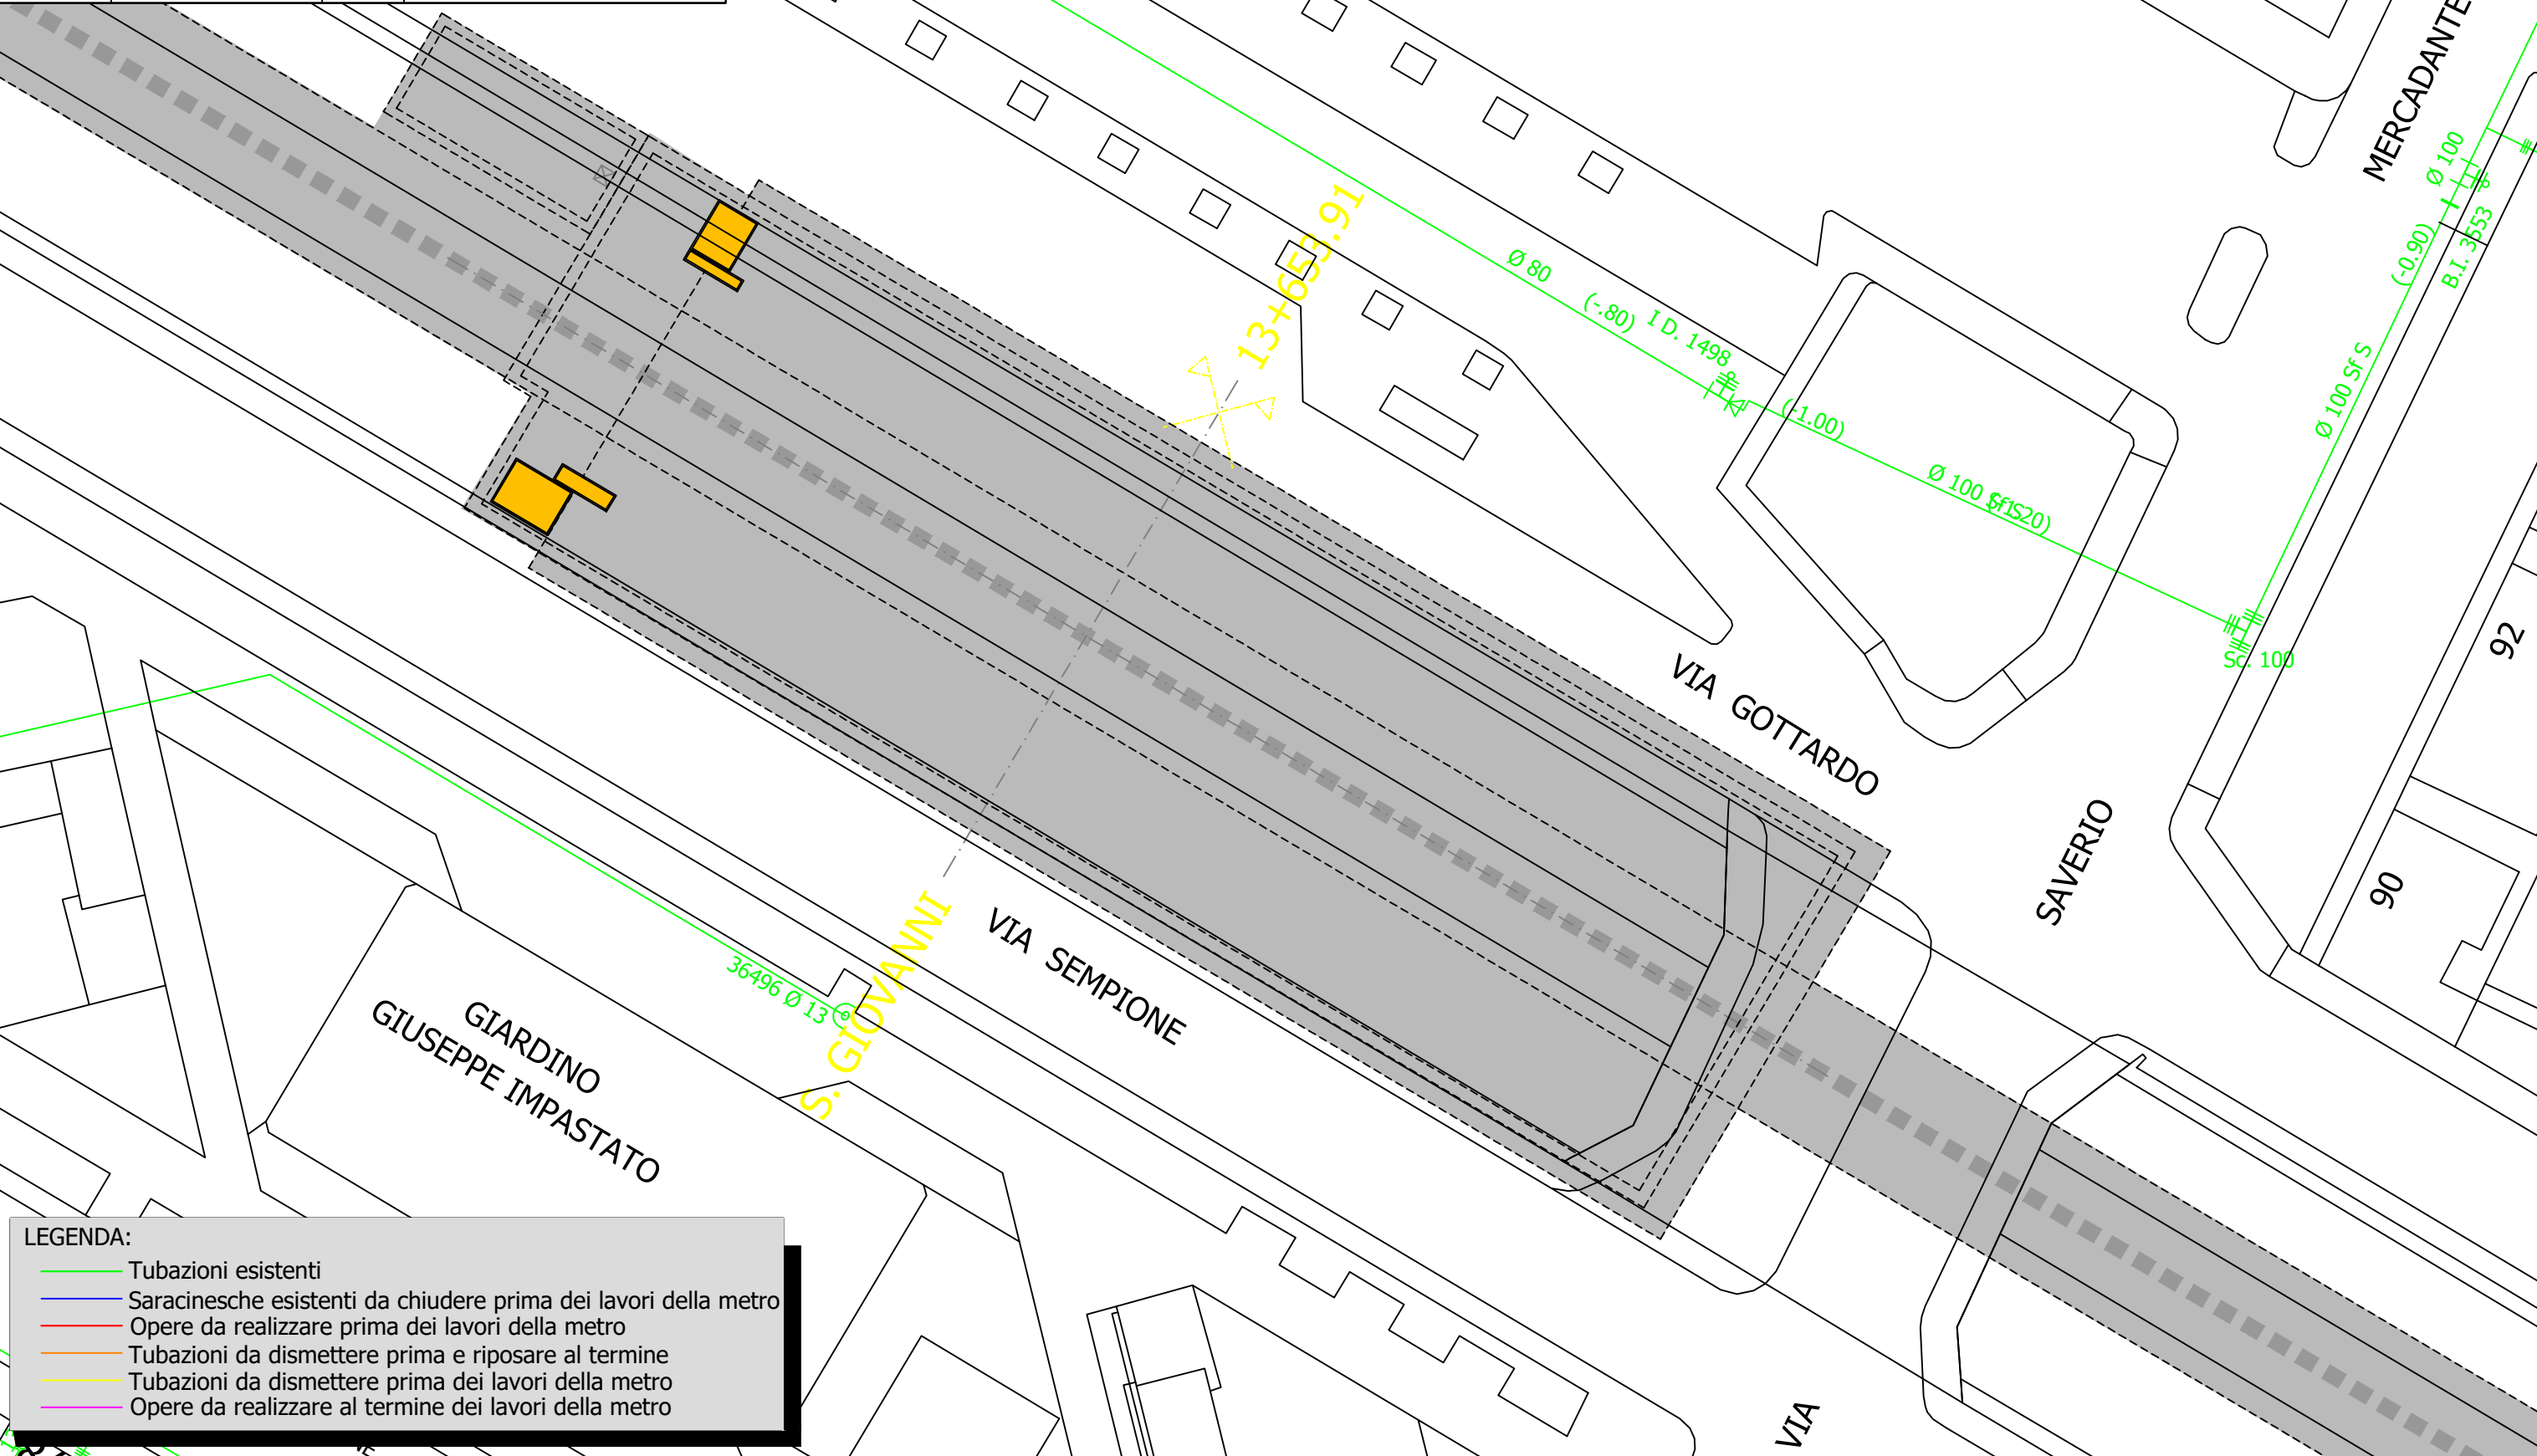 MERCADANTE
Ø 100
(-0.90)
B.I. 3553
13+653.91
Ø 80
(-.80)
I D. 1498
(-1.00)
Ø 100 Sf S
Ø 100 Sf S
Sc. 100
92
VIA GOTTARDO
SAVERIO
90
S. GIOVANNI
VIA SEMPIONE
36496 Ø 13
GIARDINO
GIUSEPPE IMPASTATO
VIA
LEGENDA:
Tubazioni esistenti
Saracinesche esistenti da chiudere prima dei lavori della metro
Opere da realizzare prima dei lavori della metro
Tubazioni da dismettere prima e riposare al termine
Tubazioni da dismettere prima dei lavori della metro
Opere da realizzare al termine dei lavori della metro